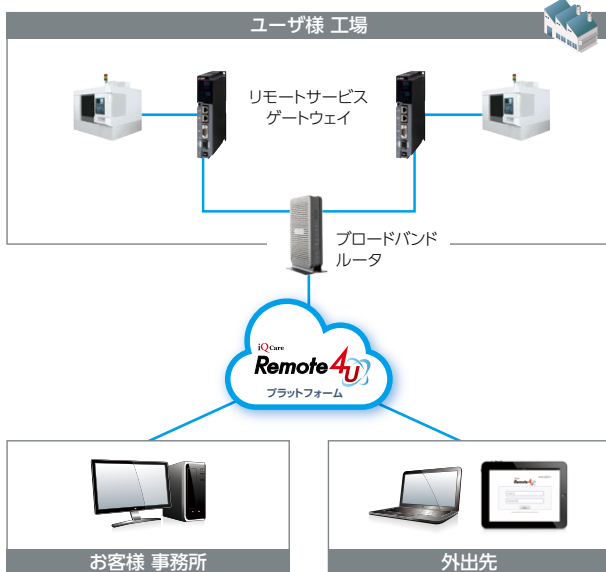 ユーザ様 工場
リモートサービス
ゲートウェイ
ブロードバンド
ルータ
iQ Care
Remote4U
プラットフォーム
Remote4U
お客様 事務所
外出先